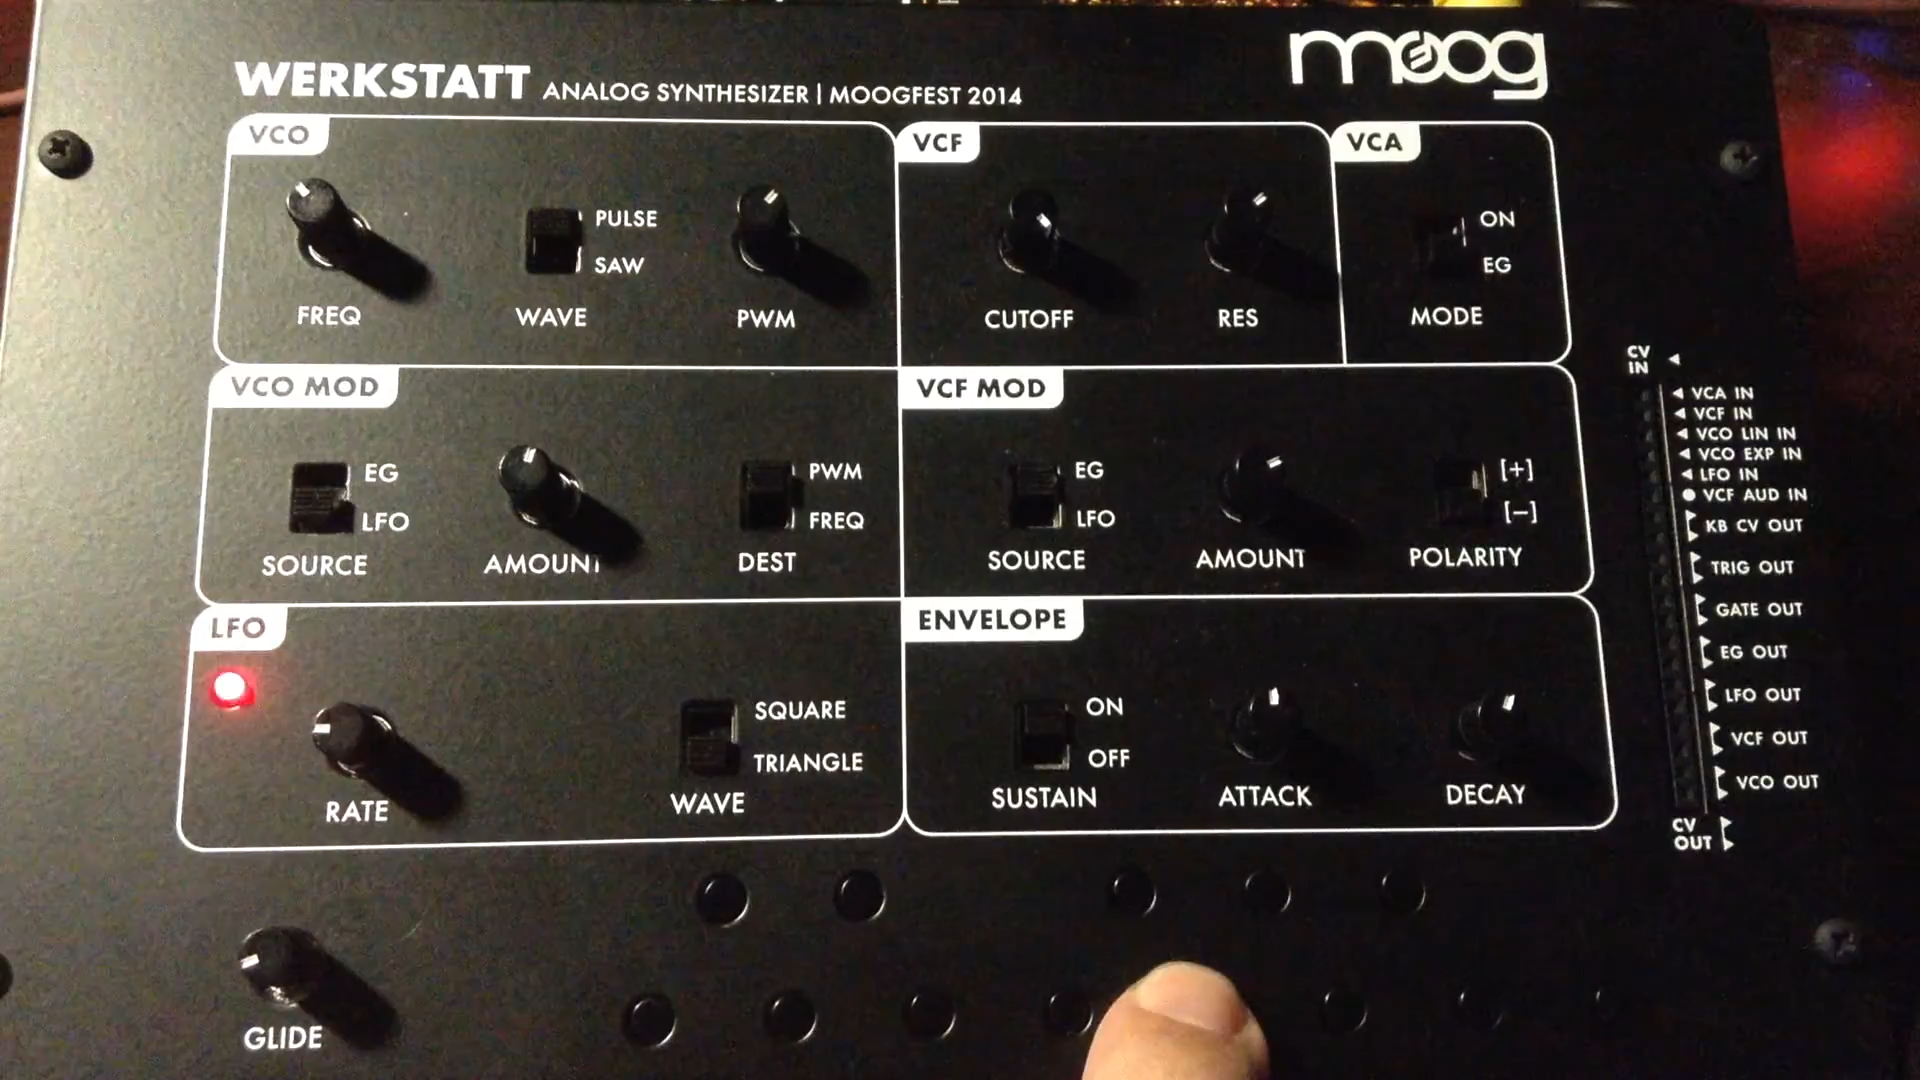 moog
WERKSTATT ANALOG SYNTHESIZER | MOOGFEST 2014
VCO
PULSE
SAW
FREQ WAVE PWM
VCF
CUTOFF RES
VCA
ON
EG
MODE
VCO MOD
EG
LFO
PWM
FREQ
SOURCE AMOUNT DEST
VCF MOD
EG
LFO
[+]
[–]
SOURCE AMOUNT POLARITY
LFO
SQUARE
TRIANGLE
RATE WAVE
ENVELOPE
ON
OFF
SUSTAIN ATTACK DECAY
GLIDE
CV
IN
VCA IN
VCF IN
VCO LIN IN
VCO EXP IN
LFO IN
VCF AUD IN
KB CV OUT
TRIG OUT
GATE OUT
EG OUT
LFO OUT
VCF OUT
VCO OUT
CV
OUT